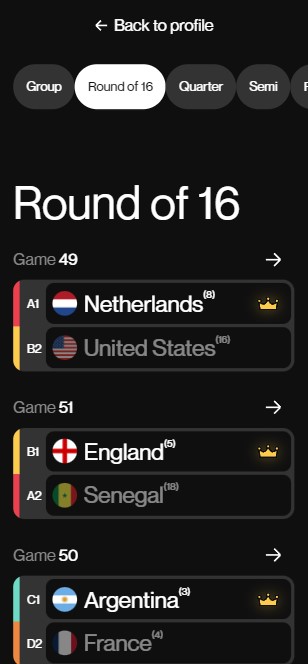 ← Back to profile
Group Round of 16 Quarter Semi
Round of 16
Game 49 →
A1 Netherlands(8)
B2 United States(16)
Game 51 →
B1 England(5)
A2 Senegal(18)
Game 50 →
C1 Argentina(3)
D2 France(4)